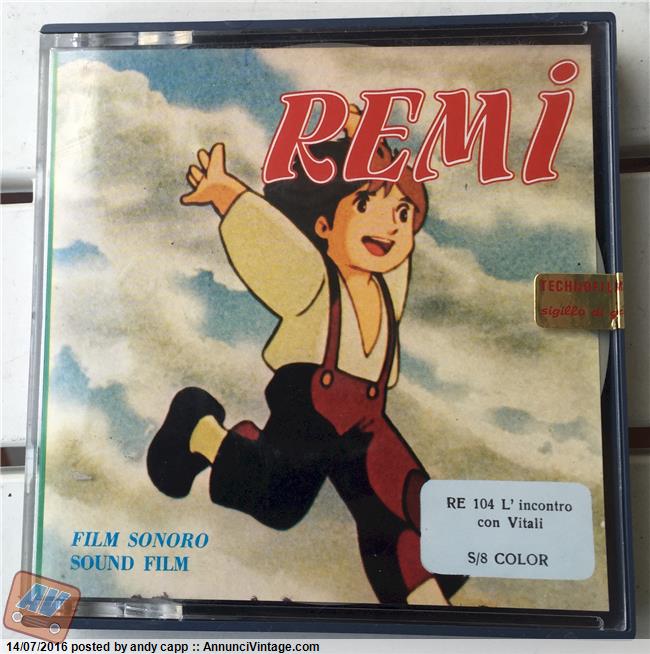 REMi
TECHNOFILM
sigillo di
RE 104 L' incontro
con Vitali
S/8 COLOR
FILM SONORO
SOUND FILM
AV
14/07/2016 posted by andy capp :: AnnunciVintage.com